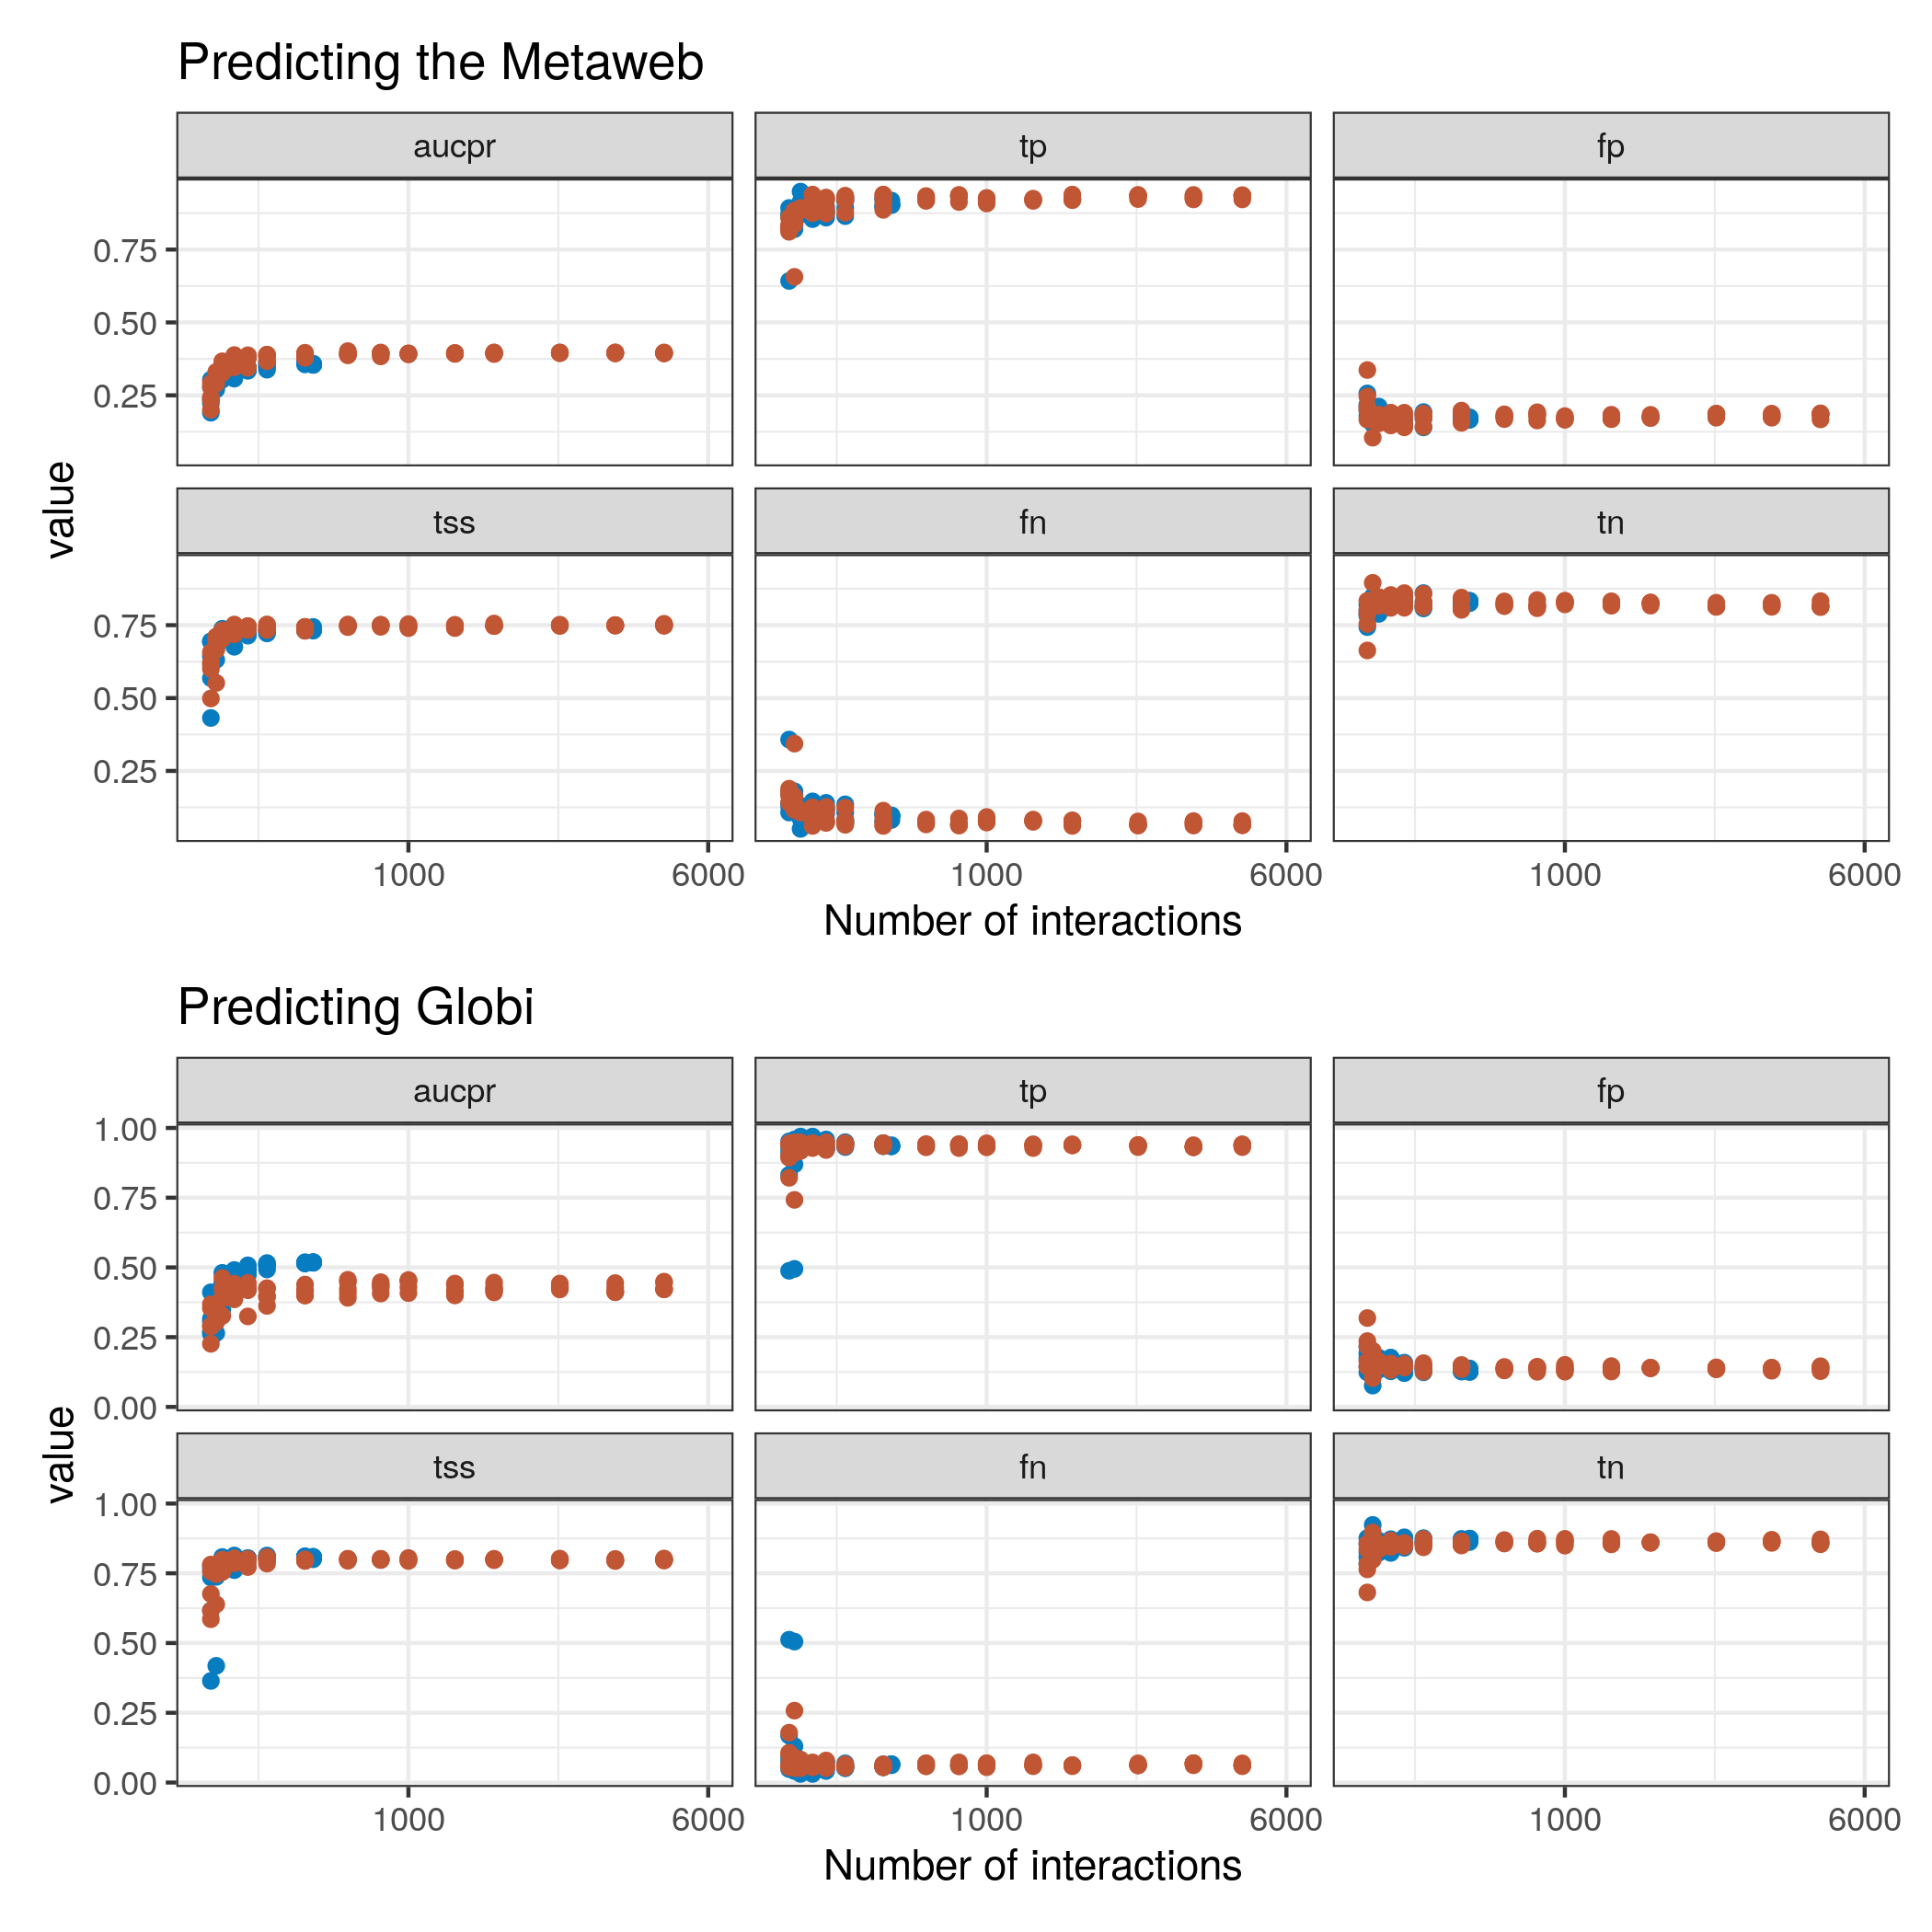 Predicting the Metaweb
aucpr tp fp
0.75
0.50
0.25
value
tss fn tn
0.75
0.50
0.25
1000 6000 1000 6000 1000 6000
Number of interactions
Predicting Globi
aucpr tp fp
1.00
0.75
0.50
0.25
0.00
value
tss fn tn
1.00
0.75
0.50
0.25
0.00
1000 6000 1000 6000 1000 6000
Number of interactions